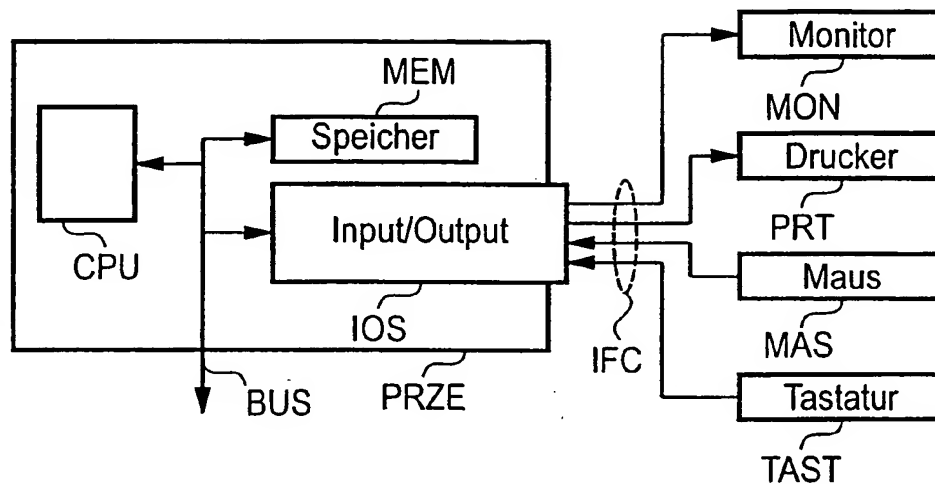 Monitor
MEM
MON
Speicher
Drucker
Input/Output
PRT
CPU
Maus
IOS
IFC
MAS
BUS
PRZE
Tastatur
TAST